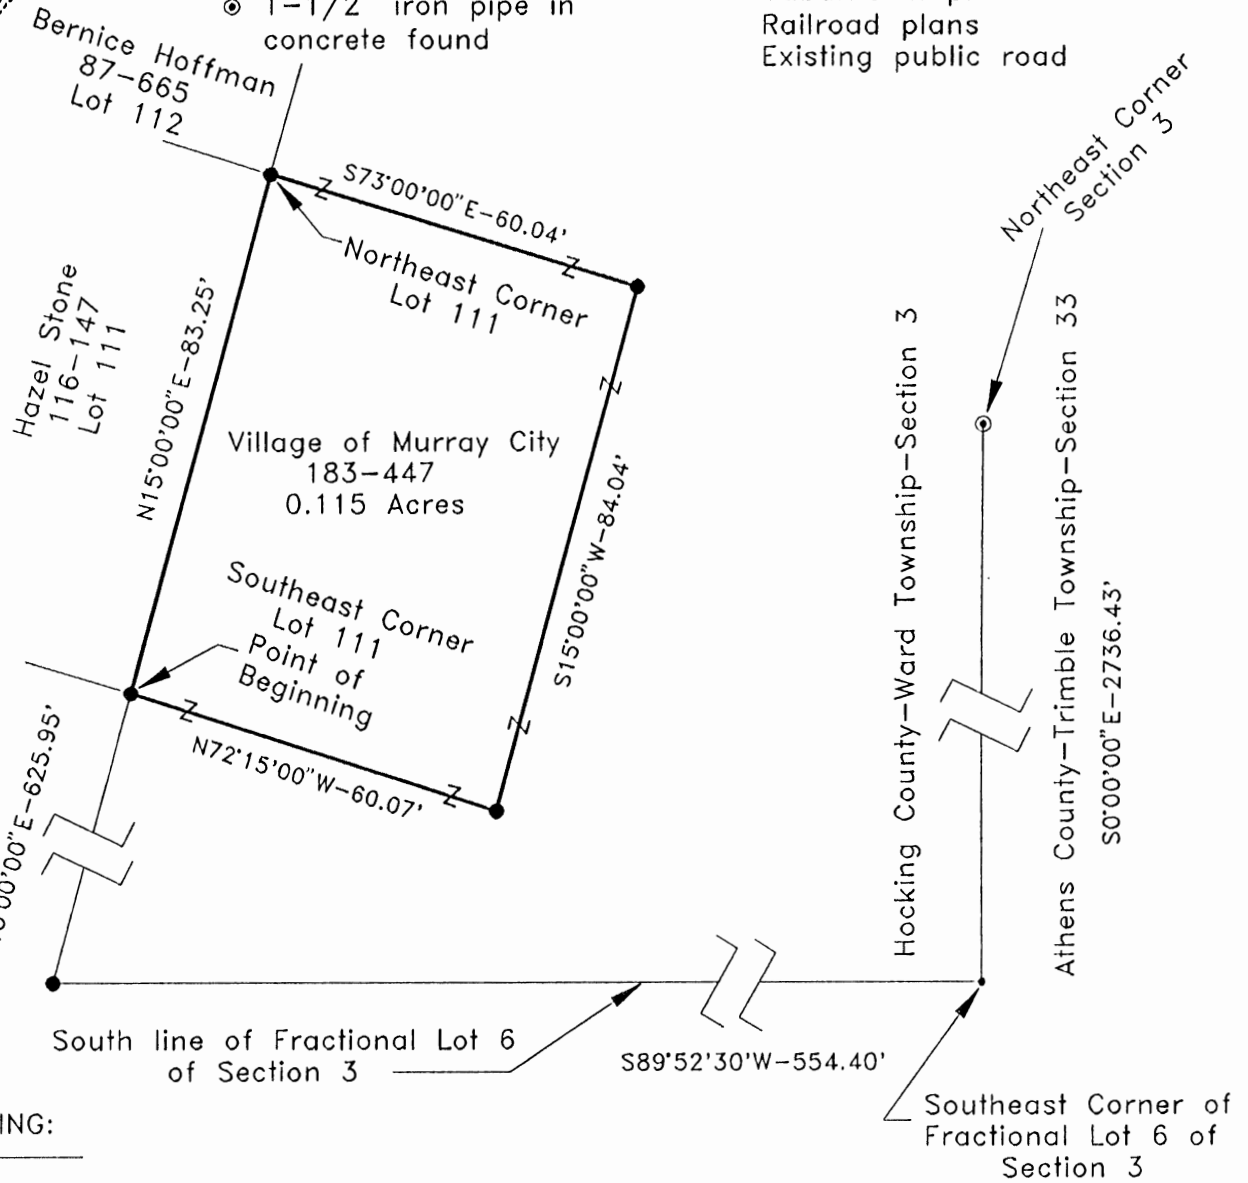 1-1/2" iron pipe in
concrete found
Railroad plans
Existing public road
Bernice Hoffman
87-665
Lot 112
S73°00'00"E-60.04'
Northeast Corner
Lot 111
Northeast Corner
Section 3
Hazel Stone
116-147
Lot 111
N15°00'00"E-83.25'
Village of Murray City
183-447
0.115 Acres
S15°00'00"W-84.04'
Southeast Corner
Lot 111
Point of
Beginning
N72°15'00"W-60.07'
Hocking County-Ward Township-Section 3
Athens County-Trimble Township-Section 33
S0°00'00"E-2736.43'
00'00"E-625.95'
South line of Fractional Lot 6
of Section 3
S89°52'30'W-554.40'
Southeast Corner of
Fractional Lot 6 of
Section 3
ING: